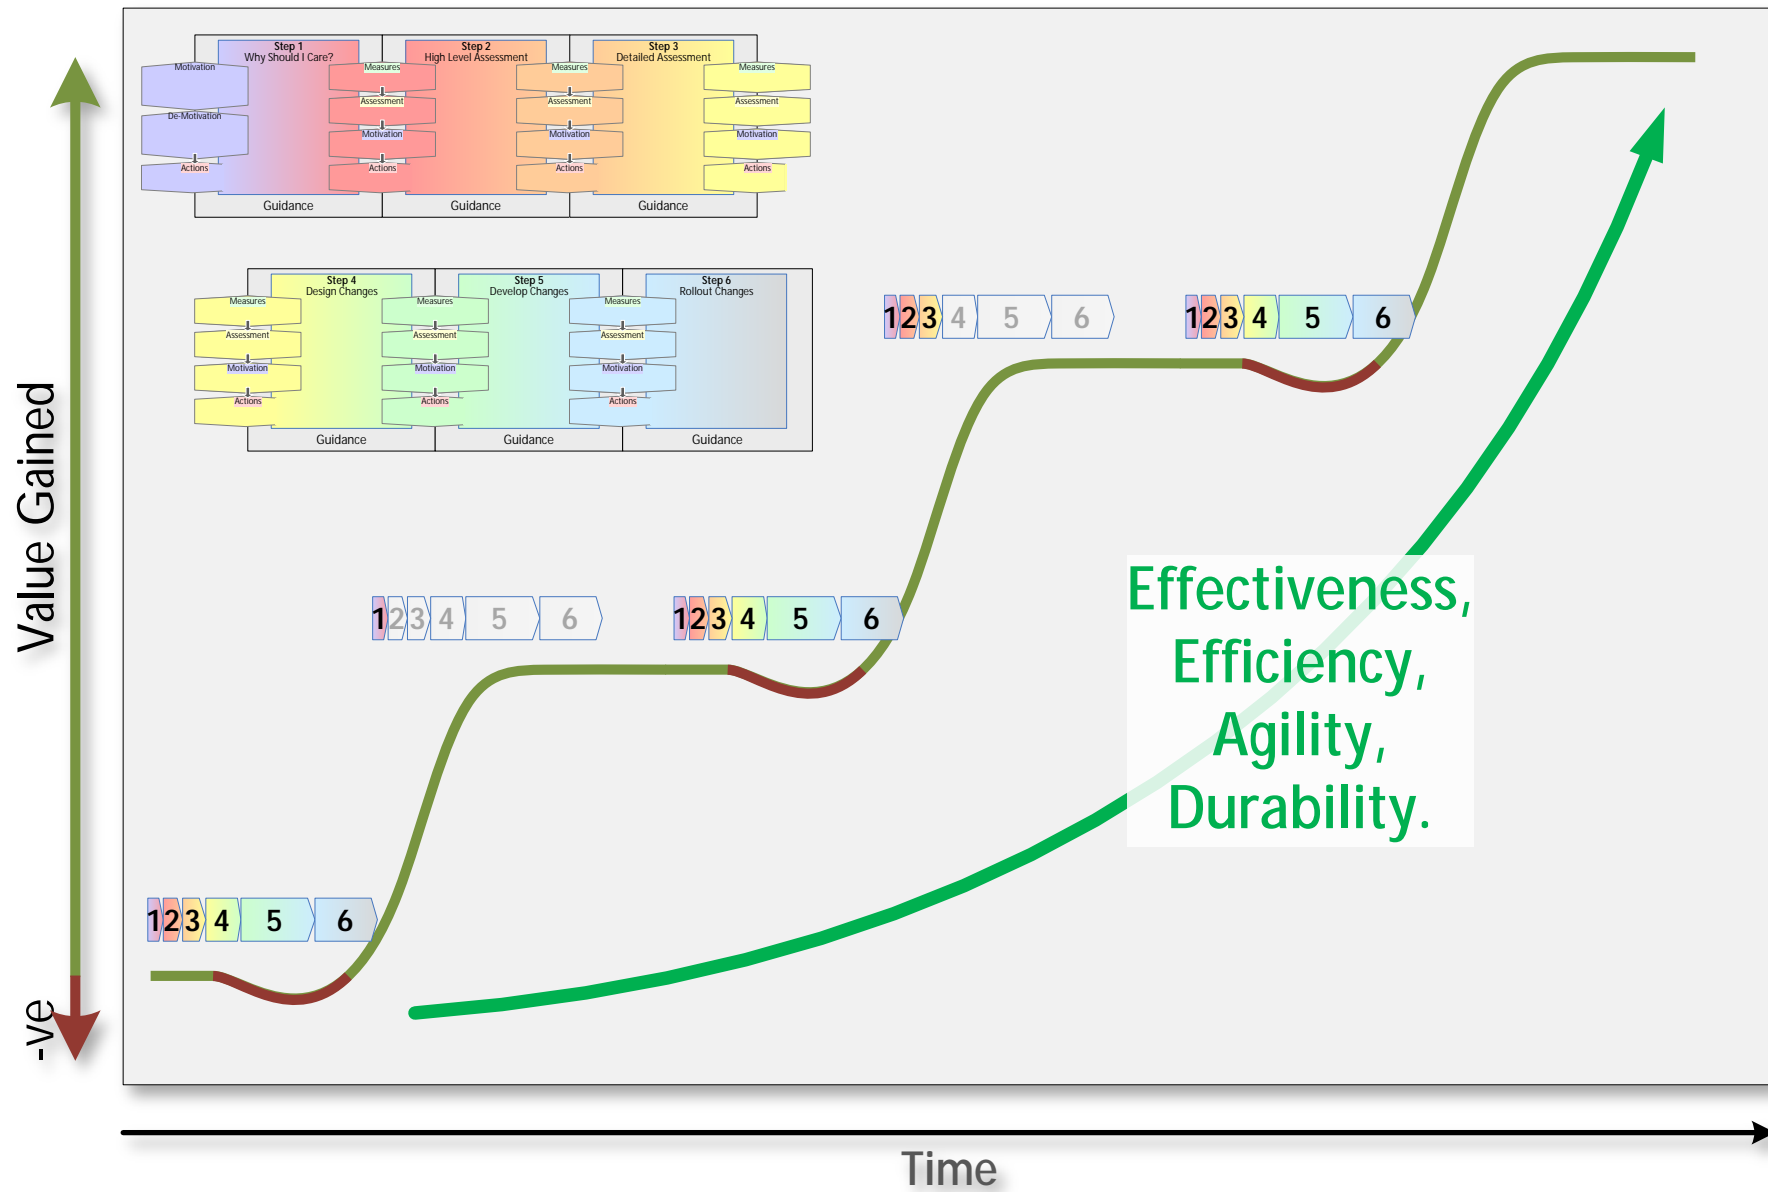 Step 1
Why Should I Care?
Step 2
High Level Assessment
Step 3
Detailed Assessment
Motivation
De-Motivation
Actions
Measures
Assessment
Motivation
Actions
Measures
Assessment
Motivation
Actions
Measures
Assessment
Motivation
Actions
Guidance
Guidance
Guidance
Step 4
Design Changes
Step 5
Develop Changes
Step 6
Rollout Changes
Measures
Assessment
Motivation
Actions
Measures
Assessment
Motivation
Actions
Measures
Assessment
Motivation
Actions
Guidance
Guidance
Guidance
1 2 3 4 5 6
1 2 3 4 5 6
1 2 3 4 5 6
1 2 3 4 5 6
1 2 3 4 5 6
Effectiveness,
Efficiency,
Agility,
Durability.
Value Gained
-ve
Time